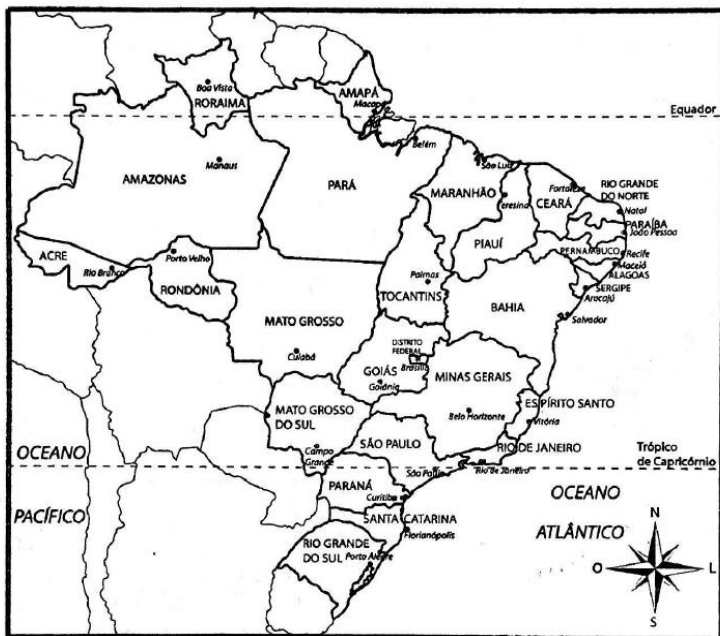 Boa Vista
RORAIMA
AMAPÁ
Macapá
Equador
Belém
Manaus
AMAZONAS
PARÁ
São Luís
MARANHÃO
Teresina
Fortaleza
CEARÁ
RIO GRANDE
DO NORTE
Natal
PARAÍBA
João Pessoa
PIAUÍ
PERNAMBUCO
Recife
Maceió
ALAGOAS
SERGIPE
Aracajú
ACRE
Rio Branco
Porto Velho
RONDÔNIA
Palmas
TOCANTINS
BAHIA
Salvador
MATO GROSSO
Cuiabá
DISTRITO
FEDERAL
Brasília
GOIÁS
Goiânia
MINAS GERAIS
Belo Horizonte
ESPÍRITO SANTO
Vitória
MATO GROSSO
DO SUL
Campo
Grande
SÃO PAULO
São Paulo
RIO DE JANEIRO
Rio de Janeiro
Trópico
de Capricórnio
OCEANO
PACÍFICO
PARANÁ
Curitiba
SANTA CATARINA
Florianópolis
RIO GRANDE
DO SUL
Porto Alegre
OCEANO
ATLÂNTICO
N
O
L
S